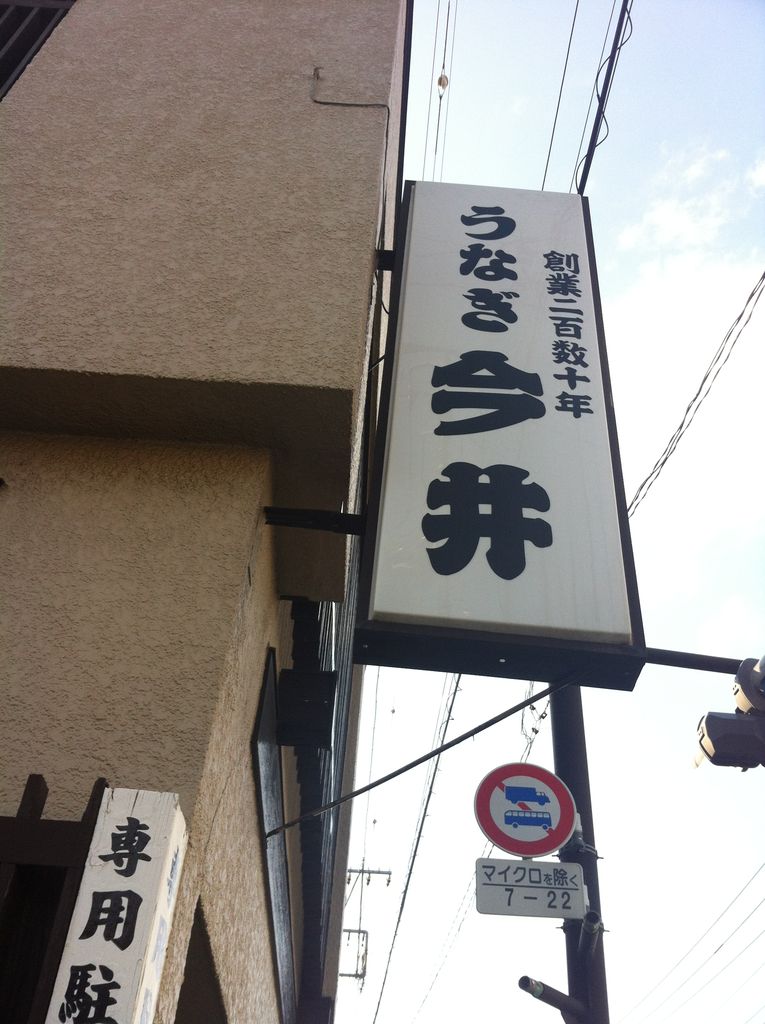 創業二百数十年
うなぎ 今井
マイクロを除く
7-22
専用駐